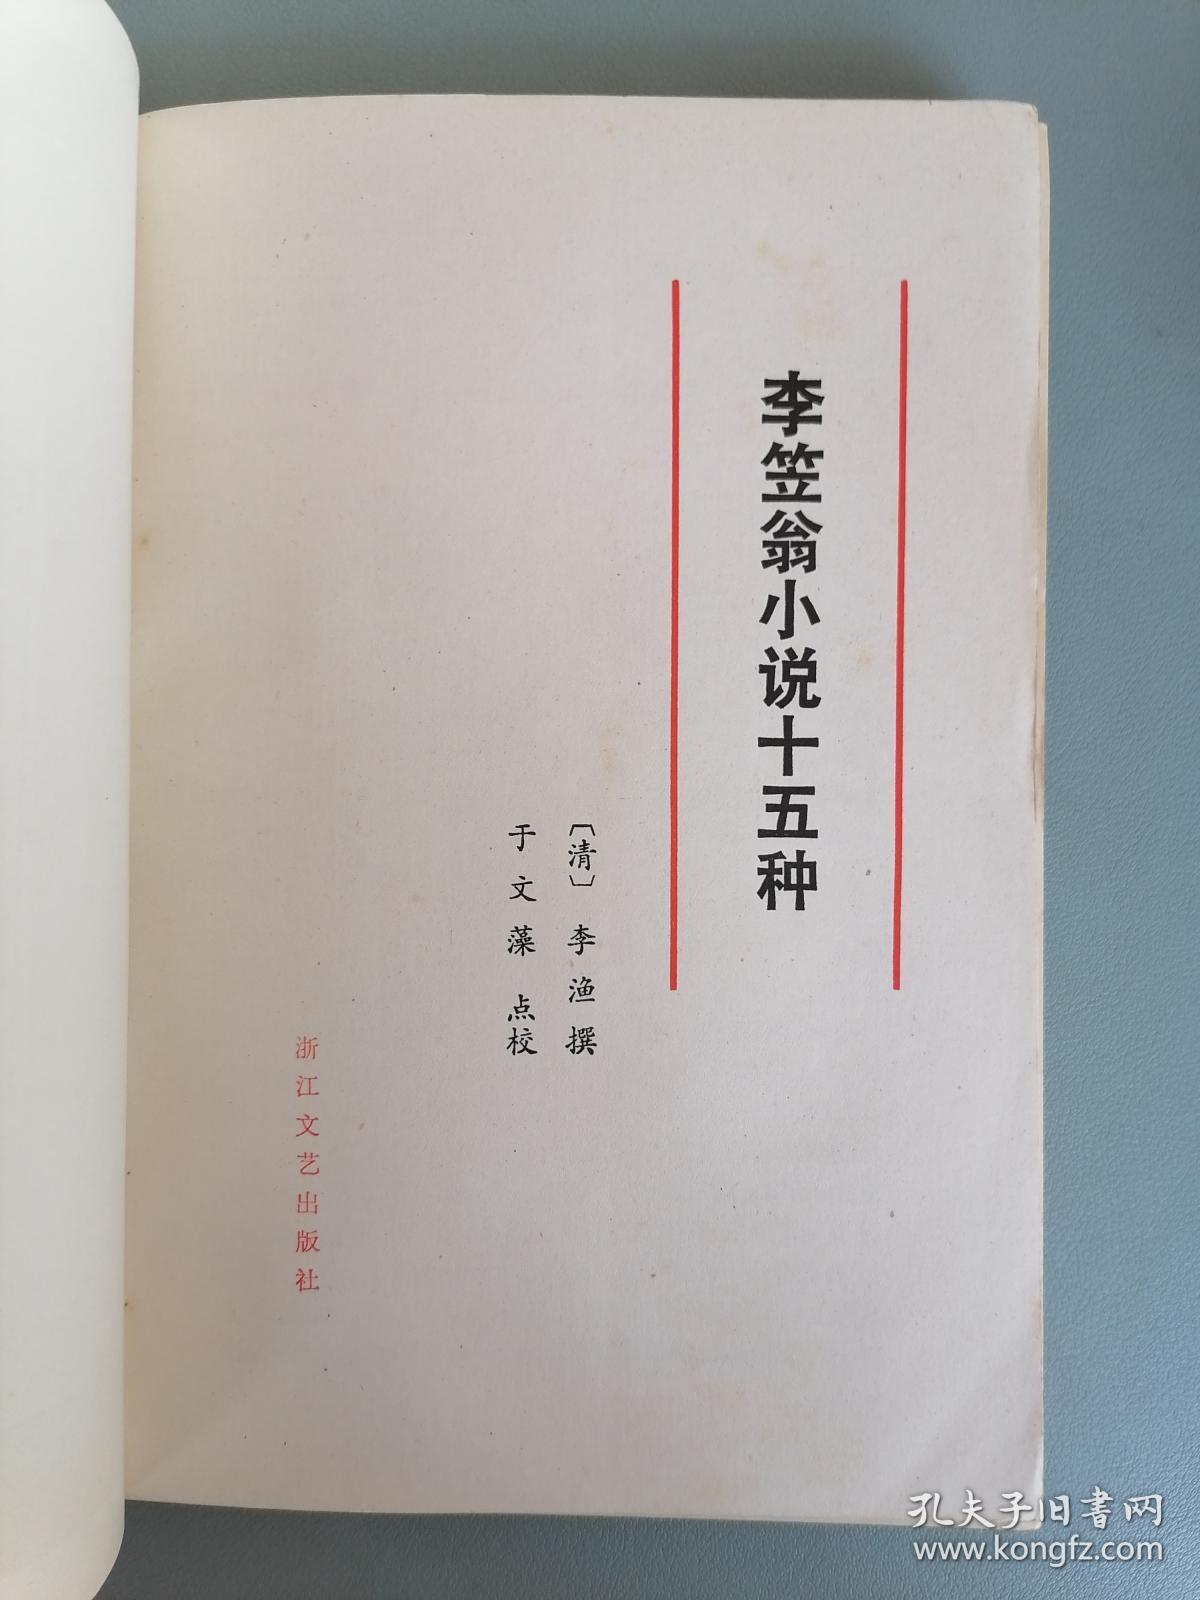 李笠翁小说十五种
〔清〕 李渔 撰
于文藻 点校
浙江文艺出版社
孔夫子旧書网
www.kongfz.com